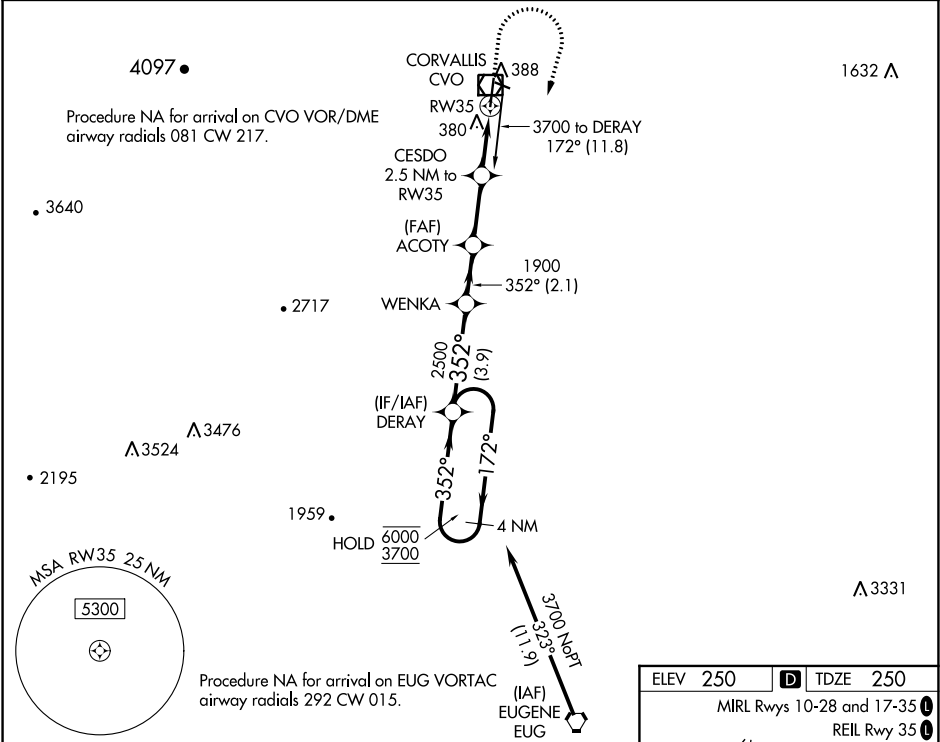 4097
CORVALLIS
CVO
388
1632
RW35
Procedure NA for arrival on CVO VOR/DME
airway radials 081 CW 217.
380
3700 to DERAY
172° (11.8)
CESDO
2.5 NM to
RW35
3640
(FAF)
ACOTY
1900
352° (2.1)
2717
WENKA
2500
352°
(3.9)
(IF/IAF)
DERAY
3476
3524
352°
172°
2195
1959
HOLD
6000
3700
4 NM
MSA RW35 25 NM
5300
3331
3700 NoPT
323°
(11.9)
Procedure NA for arrival on EUG VORTAC
airway radials 292 CW 015.
(IAF)
EUGENE
EUG
ELEV 250 D TDZE 250
MIRL Rwys 10-28 and 17-35 L
REIL Rwy 35 L